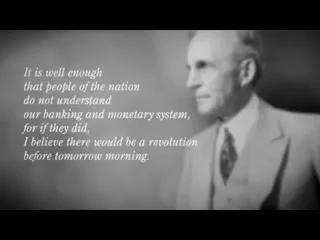 It is well enough
that people of the nation
do not understand
our banking and monetary system,
for if they did,
I believe there would be a revolution
before tomorrow morning.